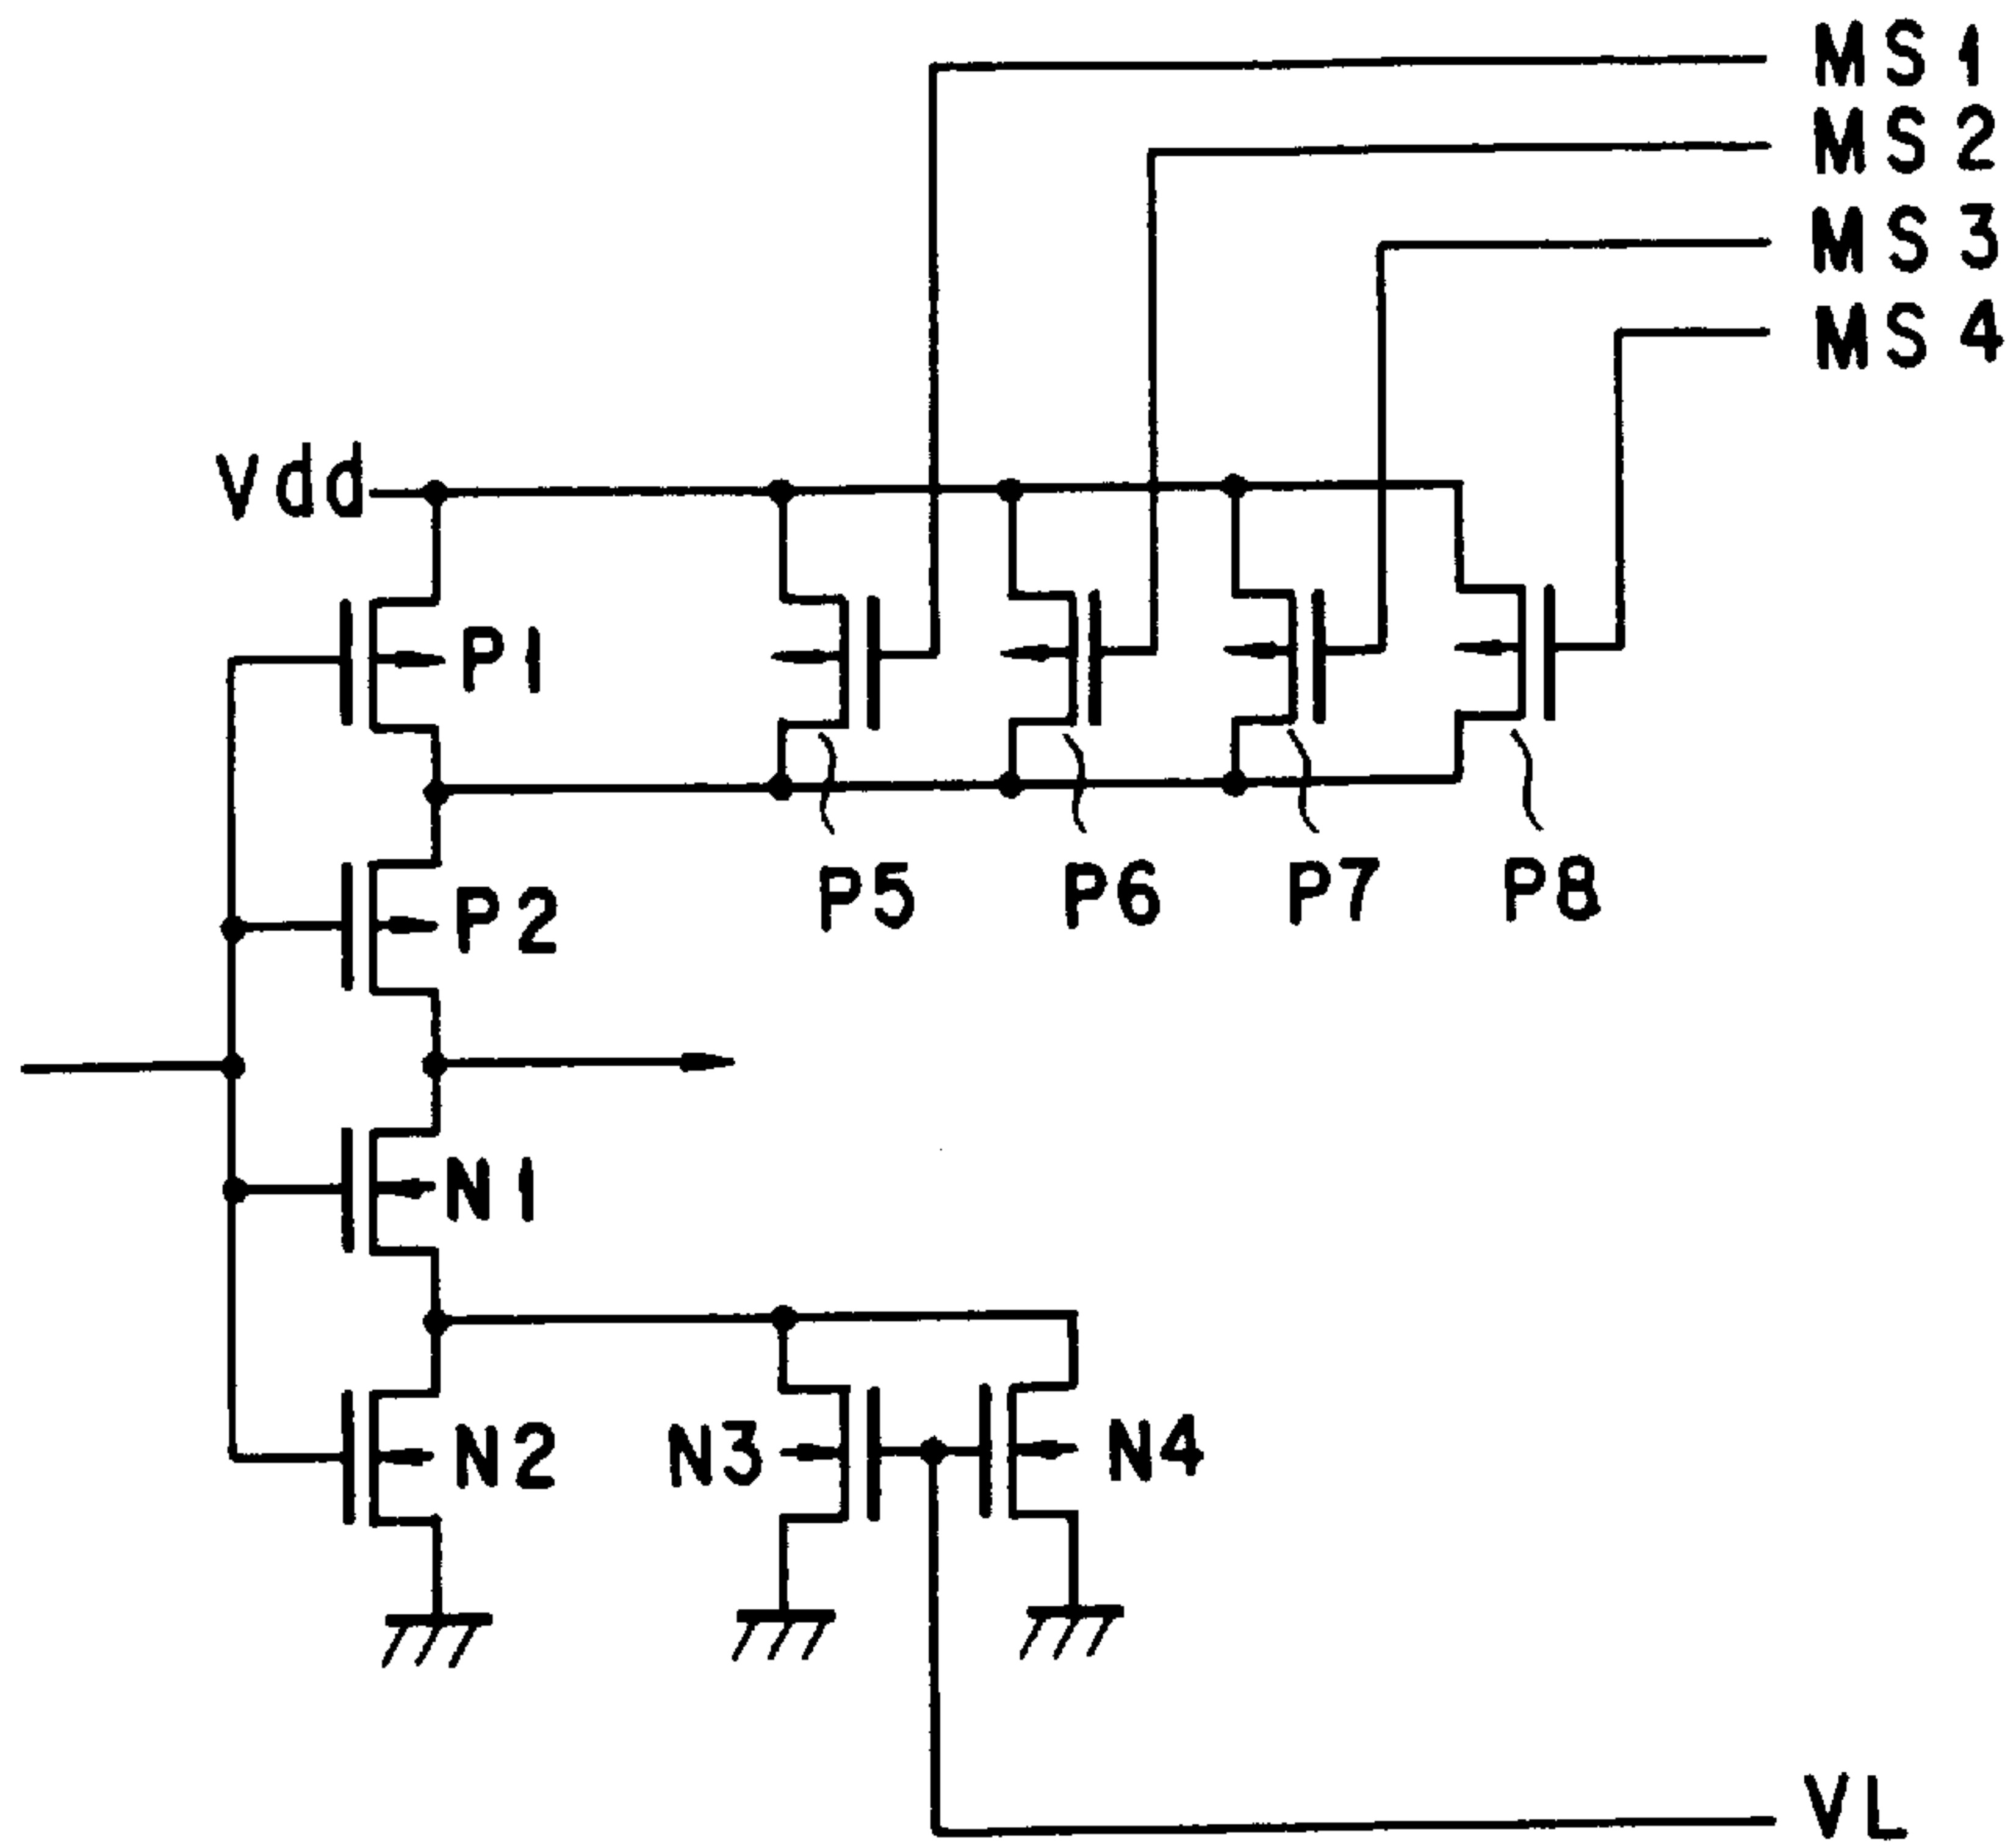 MS1
MS2
MS3
MS4
Vdd
P1
P2
P5 P6 P7 P8
N1
N2 N3 N4
VL